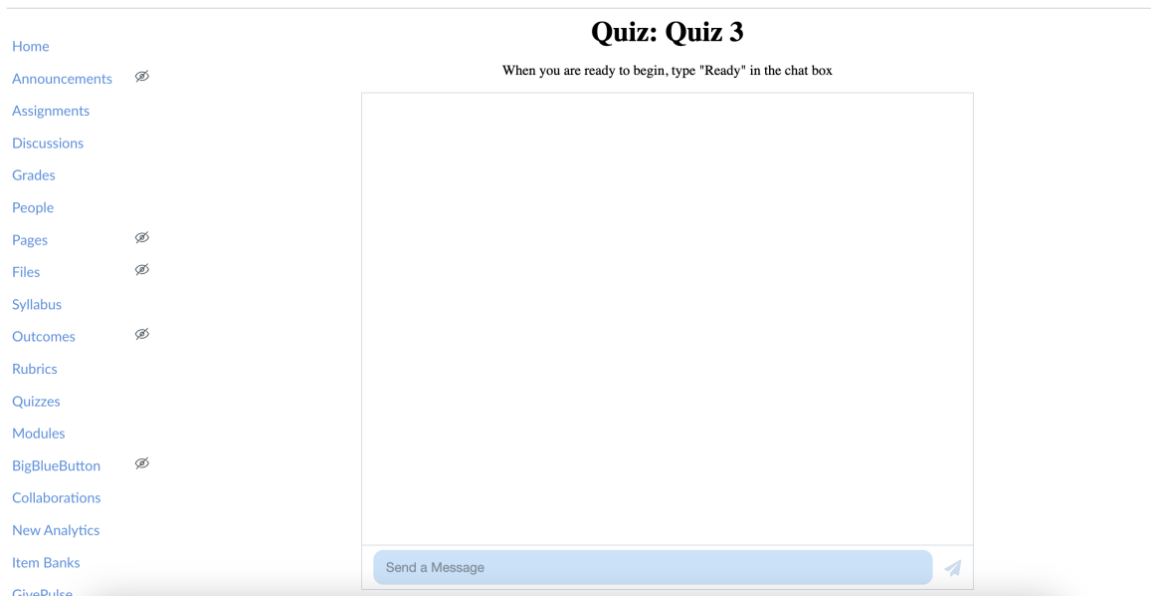 Quiz: Quiz 3
When you are ready to begin, type "Ready" in the chat box
Home
Announcements
Assignments
Discussions
Grades
People
Pages
Files
Syllabus
Outcomes
Rubrics
Quizzes
Modules
BigBlueButton
Collaborations
New Analytics
Item Banks
GivePulse
Send a Message